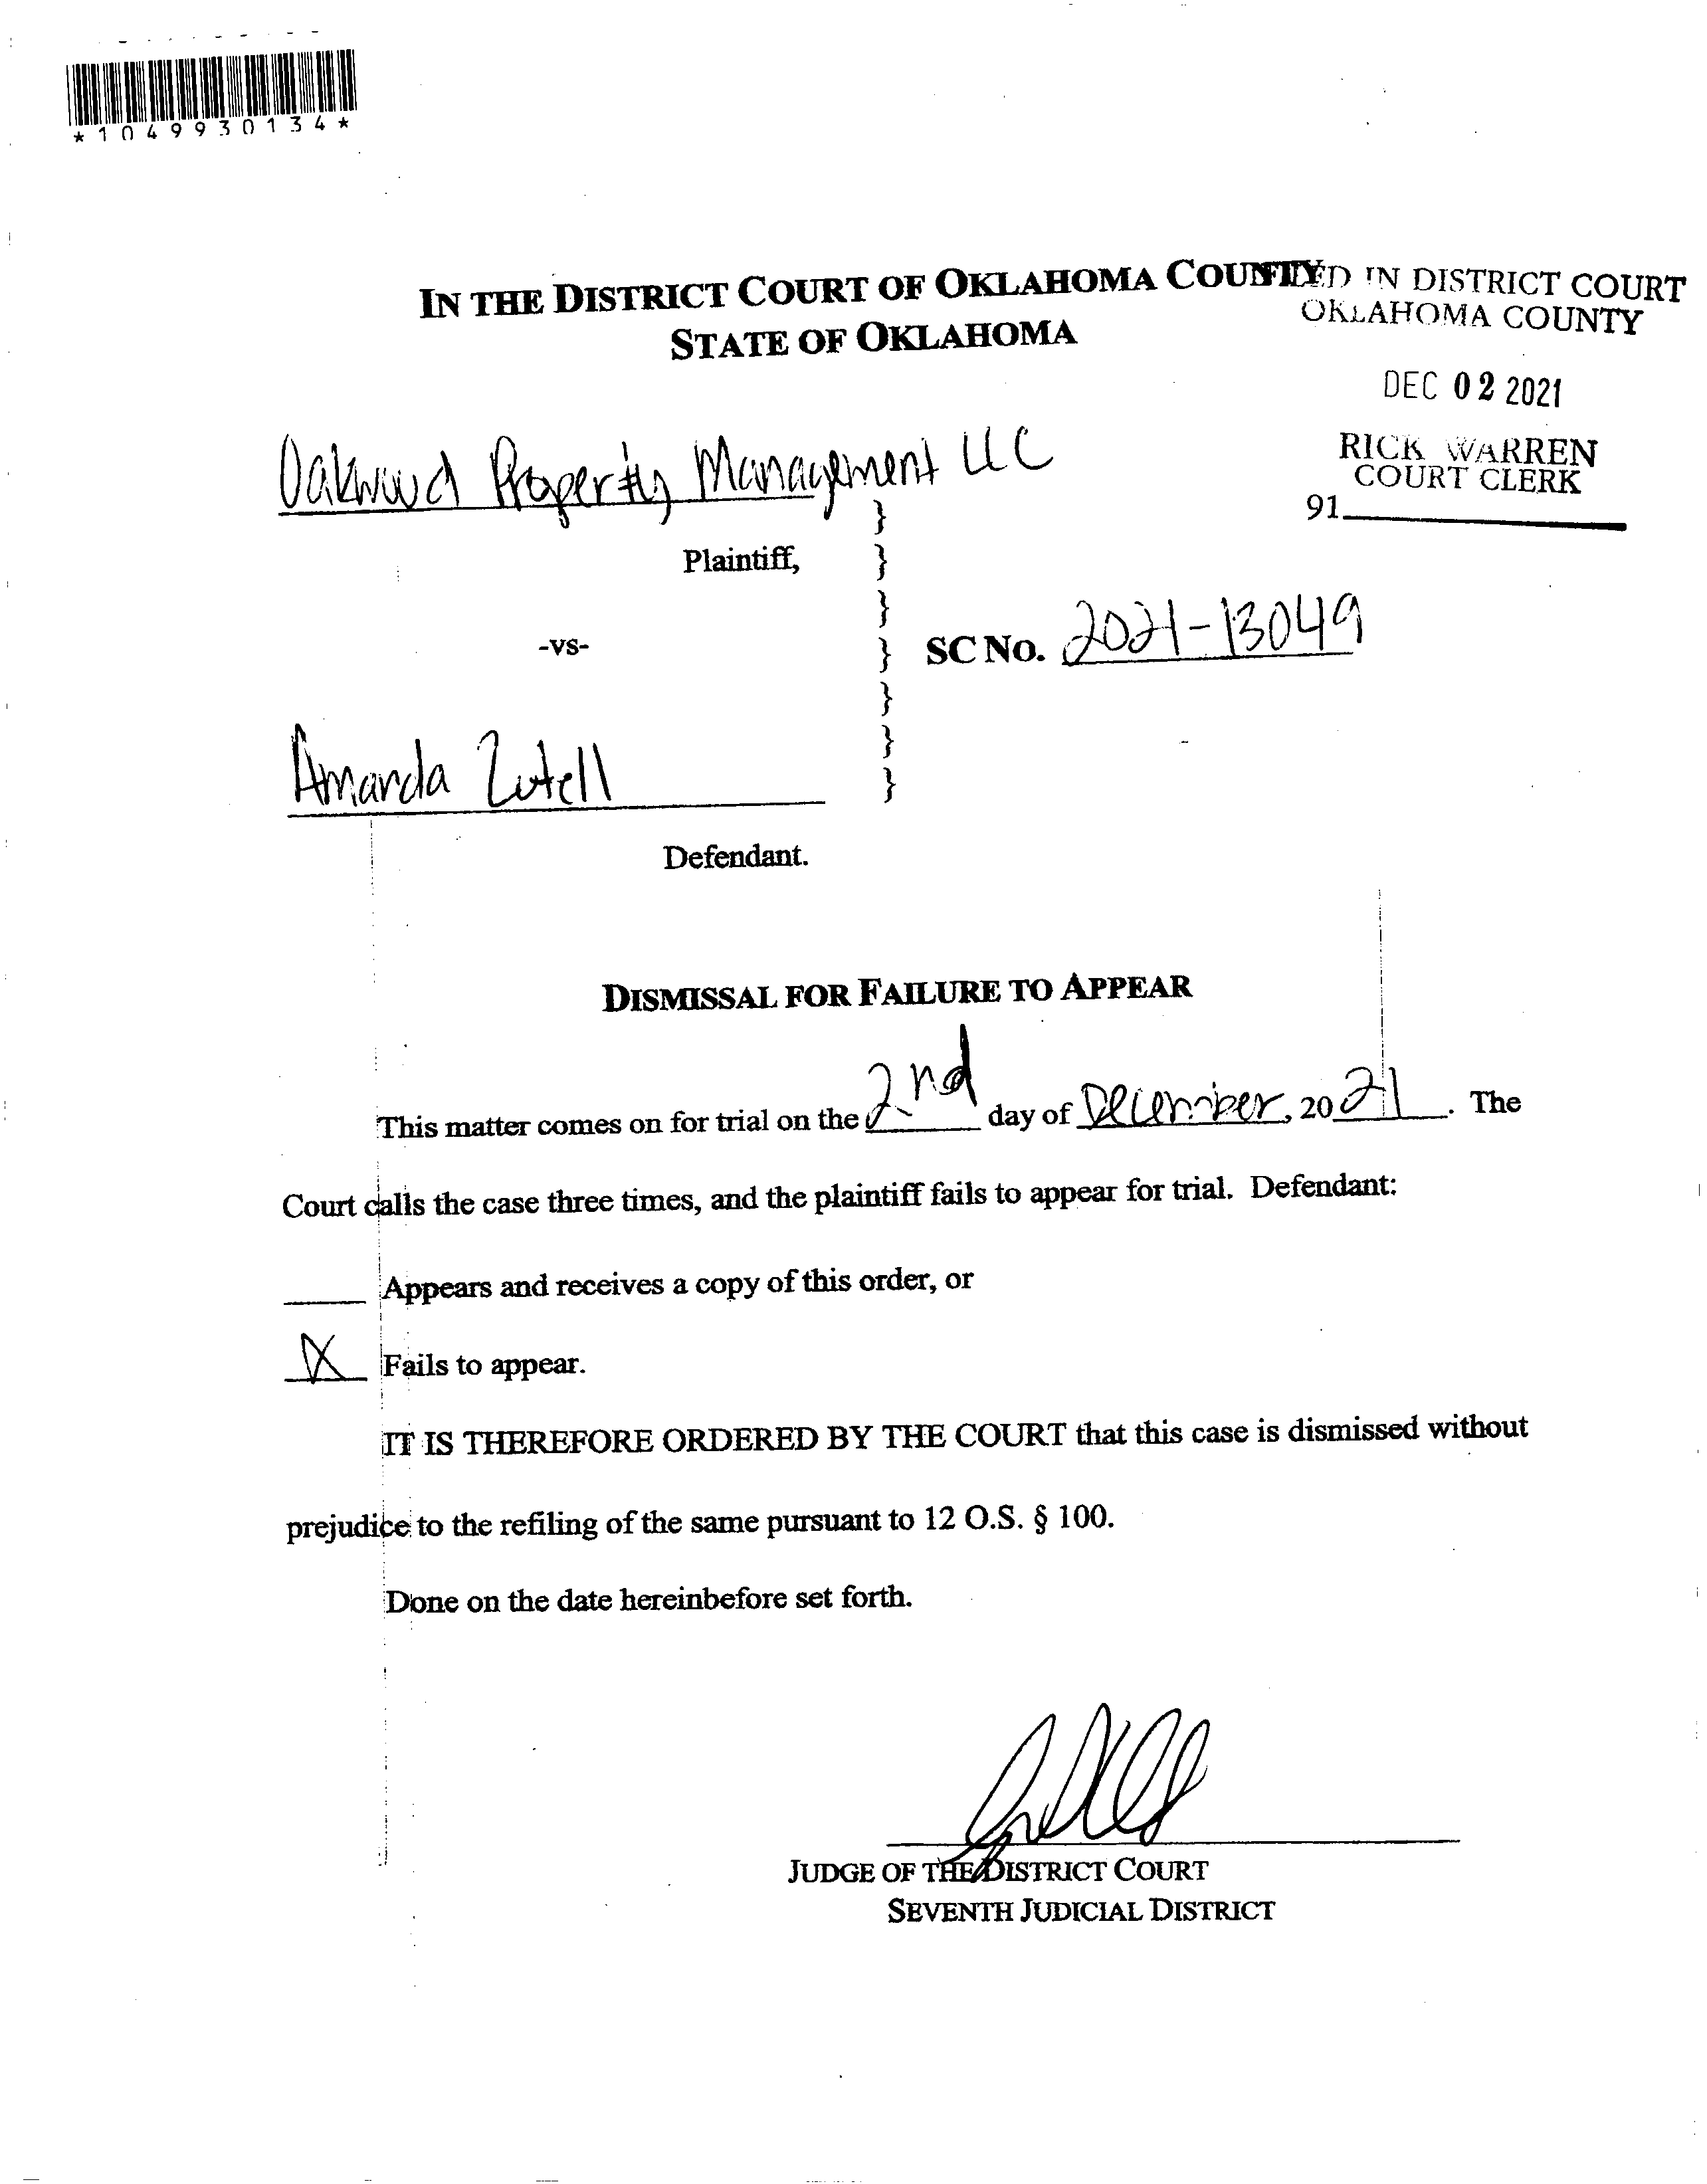 *1049930134*
IN THE DISTRICT COURT OF OKLAHOMA COUNTY
STATE OF OKLAHOMA
FILED IN DISTRICT COURT
OKLAHOMA COUNTY
DEC 02 2021
RICK WARREN
COURT CLERK
91
Oakwood Property Management LLC
}
Plaintiff, }
}
-vs- } SC No. 2021-13049
}
}
Amanda Zutell }
Defendant.
DISMISSAL FOR FAILURE TO APPEAR
This matter comes on for trial on the 2nd day of December, 2021. The
Court calls the case three times, and the plaintiff fails to appear for trial. Defendant:
Appears and receives a copy of this order, or
X Fails to appear.
IT IS THEREFORE ORDERED BY THE COURT that this case is dismissed without
prejudice to the refiling of the same pursuant to 12 O.S. § 100.
Done on the date hereinbefore set forth.
JUDGE OF THE DISTRICT COURT
SEVENTH JUDICIAL DISTRICT